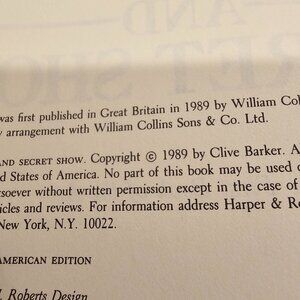 was first published in Great Britain in 1989 by William Col
arrangement with William Collins Sons & Co. Ltd.
AND SECRET SHOW. Copyright © 1989 by Clive Barker. A
States of America. No part of this book may be used o
without written permission except in the case of
and reviews. For information address Harper & Ro
New York, N.Y. 10022.
AMERICAN EDITION
Roberts Design